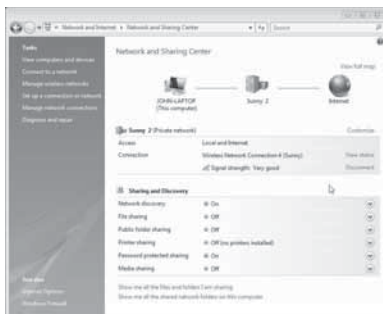 Network and Internet ▸ Network and Sharing Center
Search
Tasks
View computers and devices
Connect to a network
Manage wireless networks
Set up a connection or network
Manage network connections
Diagnose and repair
See also
Internet Options
Windows Firewall
Network and Sharing Center
View full map
JOHN-LAPTOP
(This computer)
Sunny 2
Internet
Sunny 2 (Private network)
Customize
Access
Local and Internet
Connection
Wireless Network Connection 4 (Sunny)
View status
Signal strength: Very good
Disconnect
Sharing and Discovery
Network discovery
On
File sharing
Off
Public folder sharing
Off
Printer sharing
Off (no printers installed)
Password protected sharing
On
Media sharing
Off
Show me all the files and folders I am sharing
Show me all the shared network folders on this computer